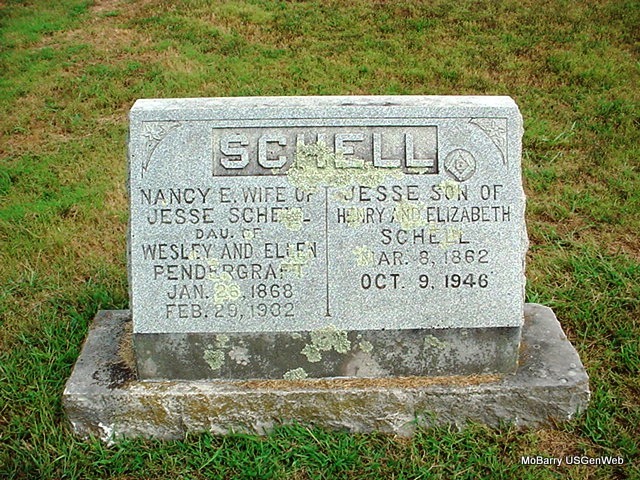 SCHELL
NANCY E. WIFE OF
JESSE SCHELL
DAU. OF
WESLEY AND ELLEN
PENDERGRAFT
JAN. 1868
FEB. 29, 1902
JESSE SON OF
HENRY AND ELIZABETH
SCHELL
MAR. 8, 1862
OCT. 9, 1946
MoBarry USGenWeb